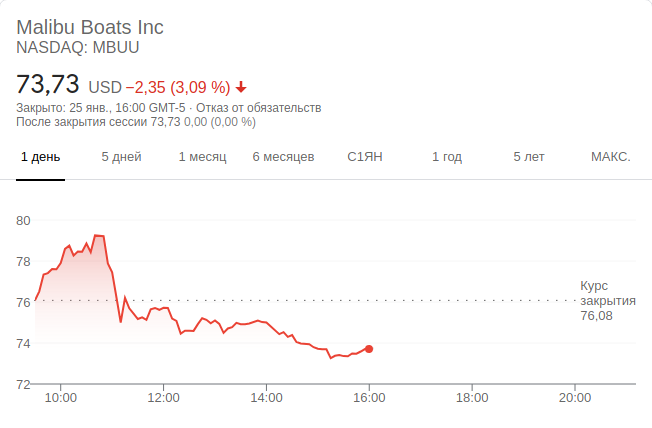 Malibu Boats Inc
NASDAQ: MBUU
73,73 USD −2,35 (3,09 %)
Закрыто: 25 янв., 16:00 GMT-5 · Отказ от обязательств
После закрытия сессии 73,73 0,00 (0,00 %)
1 день 5 дней 1 месяц 6 месяцев С1ЯН 1 год 5 лет МАКС.
80
78
76
74
72
Курс
закрытия
76,08
10:00 12:00 14:00 16:00 18:00 20:00